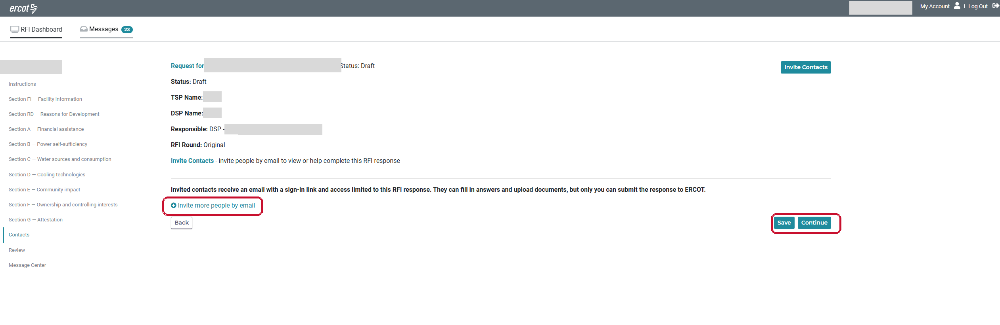 ercot
My Account | Log Out
RFI Dashboard
Messages 23
Request for Status: Draft
Invite Contacts
Status: Draft
TSP Name:
DSP Name:
Responsible: DSP -
RFI Round: Original
Invite Contacts - invite people by email to view or help complete this RFI response
Invited contacts receive an email with a sign-in link and access limited to this RFI response. They can fill in answers and upload documents, but only you can submit the response to ERCOT.
Invite more people by email
Back
Save Continue
Instructions
Section FI — Facility information
Section RD — Reasons for Development
Section A — Financial assistance
Section B — Power self-sufficiency
Section C — Water sources and consumption
Section D — Cooling technologies
Section E — Community impact
Section F — Ownership and controlling interests
Section G — Attestation
Contacts
Review
Message Center